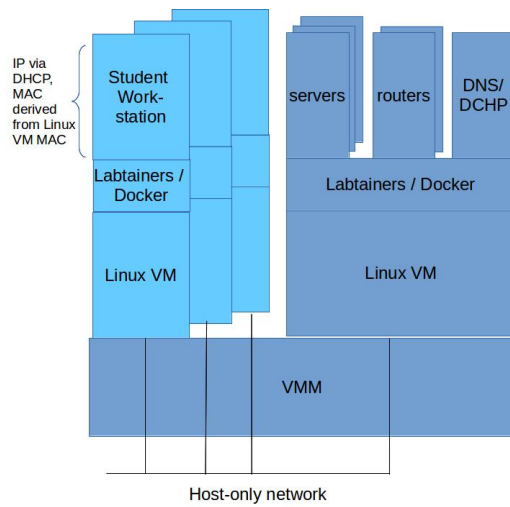 IP via
DHCP,
MAC
derived
from Linux
VM MAC
Student
Work-
station
Labtainers /
Docker
Linux VM
servers
routers
DNS/
DCHP
Labtainers / Docker
Linux VM
VMM
Host-only network